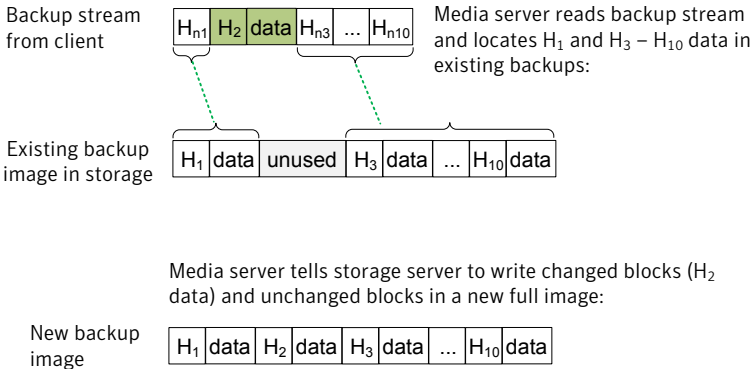 Backup stream
from client
Hn1 H2 data Hn3 ... Hn10
Media server reads backup stream
and locates H1 and H3 – H10 data in
existing backups:
Existing backup
image in storage
H1 data unused H3 data ... H10 data
Media server tells storage server to write changed blocks (H2
data) and unchanged blocks in a new full image:
New backup
image
H1 data H2 data H3 data ... H10 data